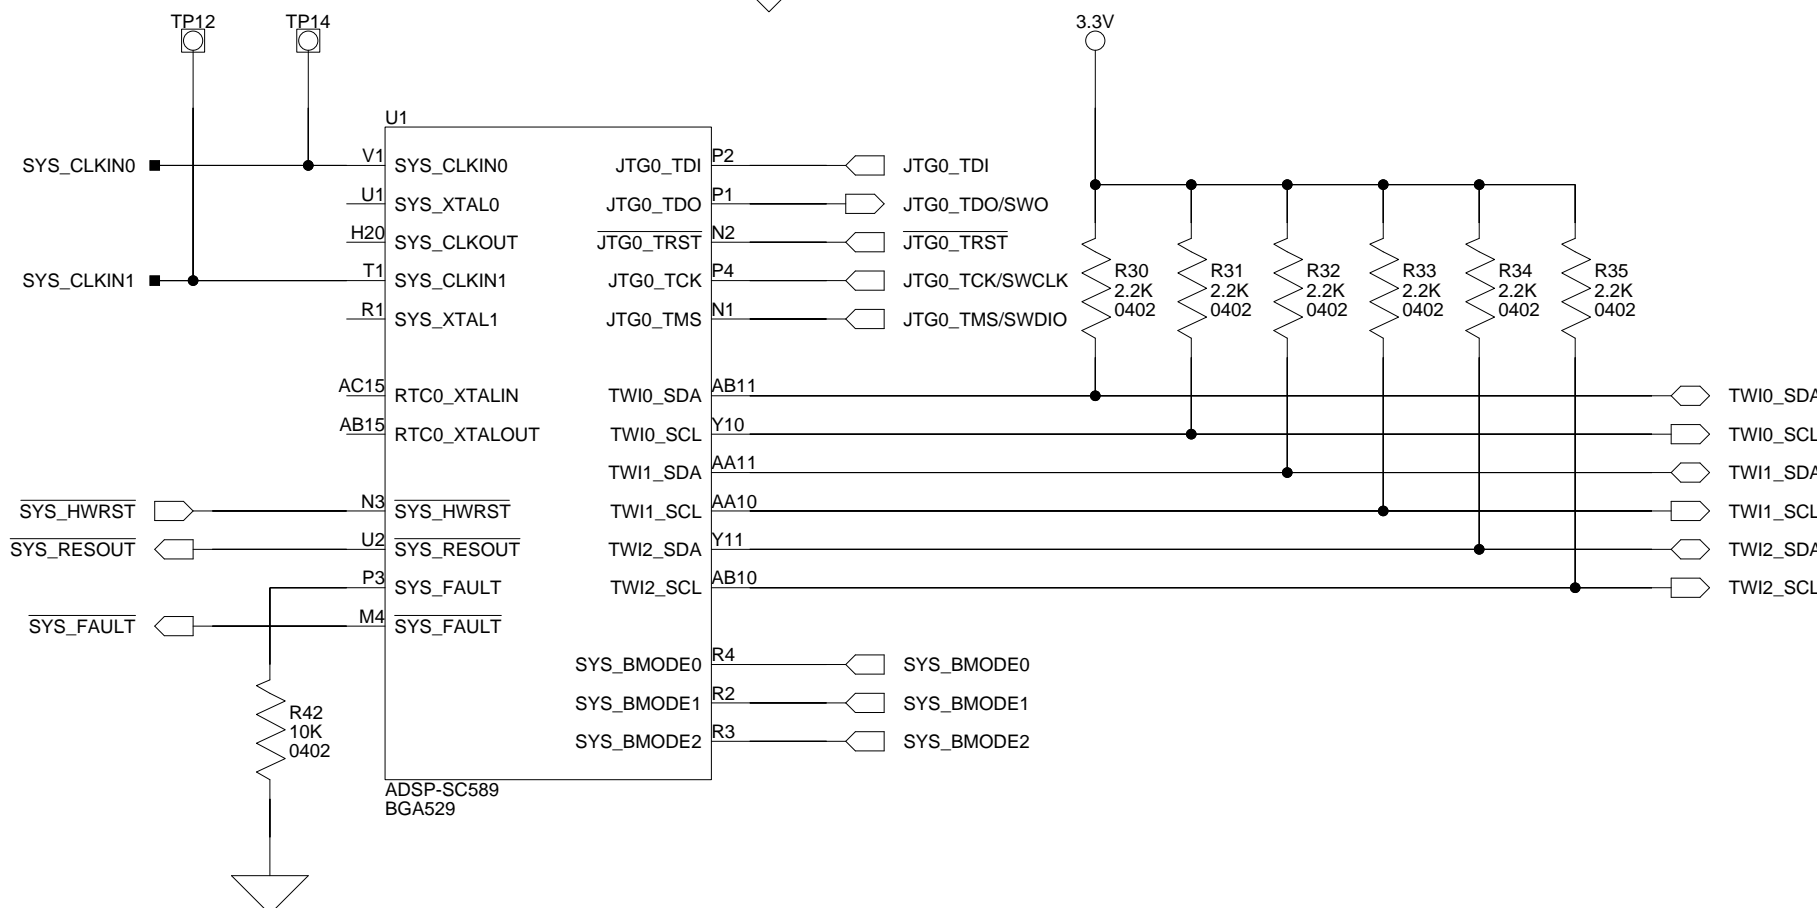 TP12 TP14 3.3V
U1
SYS_CLKIN0 V1 SYS_CLKIN0 JTG0_TDI P2 JTG0_TDI
U1 SYS_XTAL0 JTG0_TDO P1 JTG0_TDO/SWO
H20 SYS_CLKOUT JTG0_TRST N2 JTG0_TRST
SYS_CLKIN1 T1 SYS_CLKIN1 JTG0_TCK P4 JTG0_TCK/SWCLK
R1 SYS_XTAL1 JTG0_TMS N1 JTG0_TMS/SWDIO
R30 R31 R32 R33 R34 R35
2.2K 2.2K 2.2K 2.2K 2.2K 2.2K
0402 0402 0402 0402 0402 0402
AC15 RTC0_XTALIN TWI0_SDA AB11 TWI0_SDA
AB15 RTC0_XTALOUT TWI0_SCL Y10 TWI0_SCL
TWI1_SDA AA11 TWI1_SDA
SYS_HWRST N3 SYS_HWRST TWI1_SCL AA10 TWI1_SCL
SYS_RESOUT U2 SYS_RESOUT TWI2_SDA Y11 TWI2_SDA
P3 SYS_FAULT TWI2_SCL AB10 TWI2_SCL
SYS_FAULT M4 SYS_FAULT
SYS_BMODE0 R4 SYS_BMODE0
SYS_BMODE1 R2 SYS_BMODE1
SYS_BMODE2 R3 SYS_BMODE2
R42
10K
0402
ADSP-SC589
BGA529